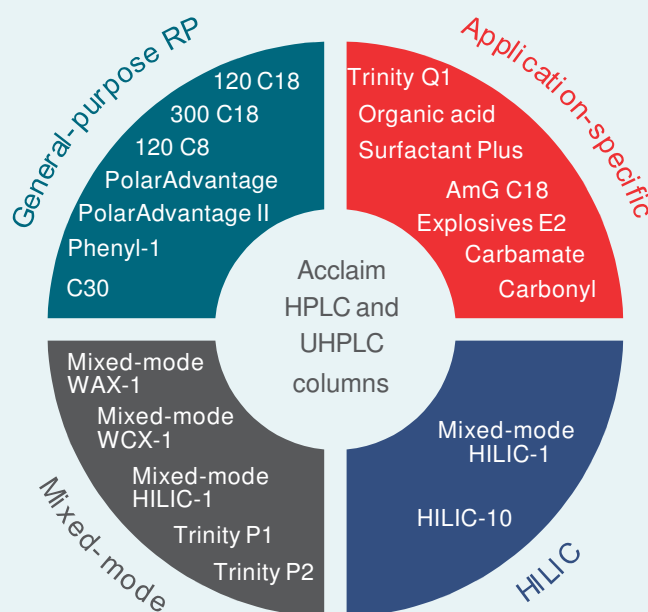 General-purpose RP
120 C18
300 C18
120 C8
PolarAdvantage
PolarAdvantage II
Phenyl-1
C30
Application-specific
Trinity Q1
Organic acid
Surfactant Plus
AmG C18
Explosives E2
Carbamate
Carbonyl
Acclaim
HPLC and
UHPLC
columns
Mixed-mode
WAX-1
Mixed-mode
WCX-1
Mixed-mode
HILIC-1
Trinity P1
Trinity P2
Mixed-mode
Mixed-mode
HILIC-1
HILIC-10
HILIC